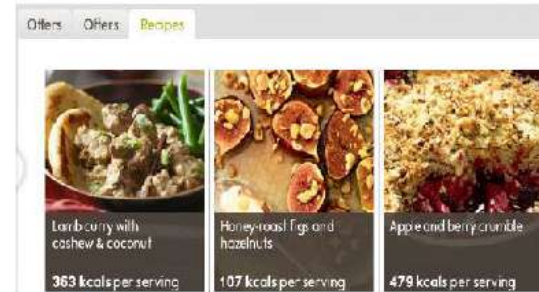 Offers Offers Recipes
Lamb curry with
cashew & coconut
363 kcals per serving
Honey-roast figs and
hazelnuts
107 kcals per serving
Apple and berry crumble
479 kcals per serving